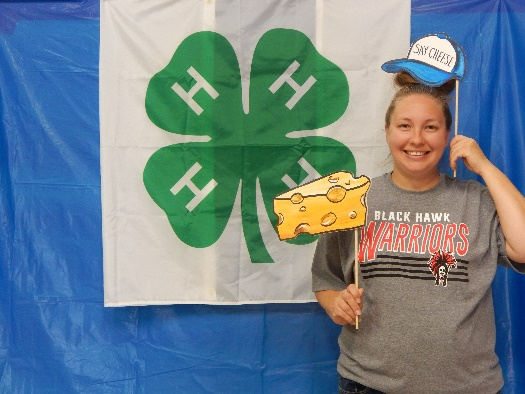 H H
H H
SAY CHEESE
BLACK HAWK
WARRIORS